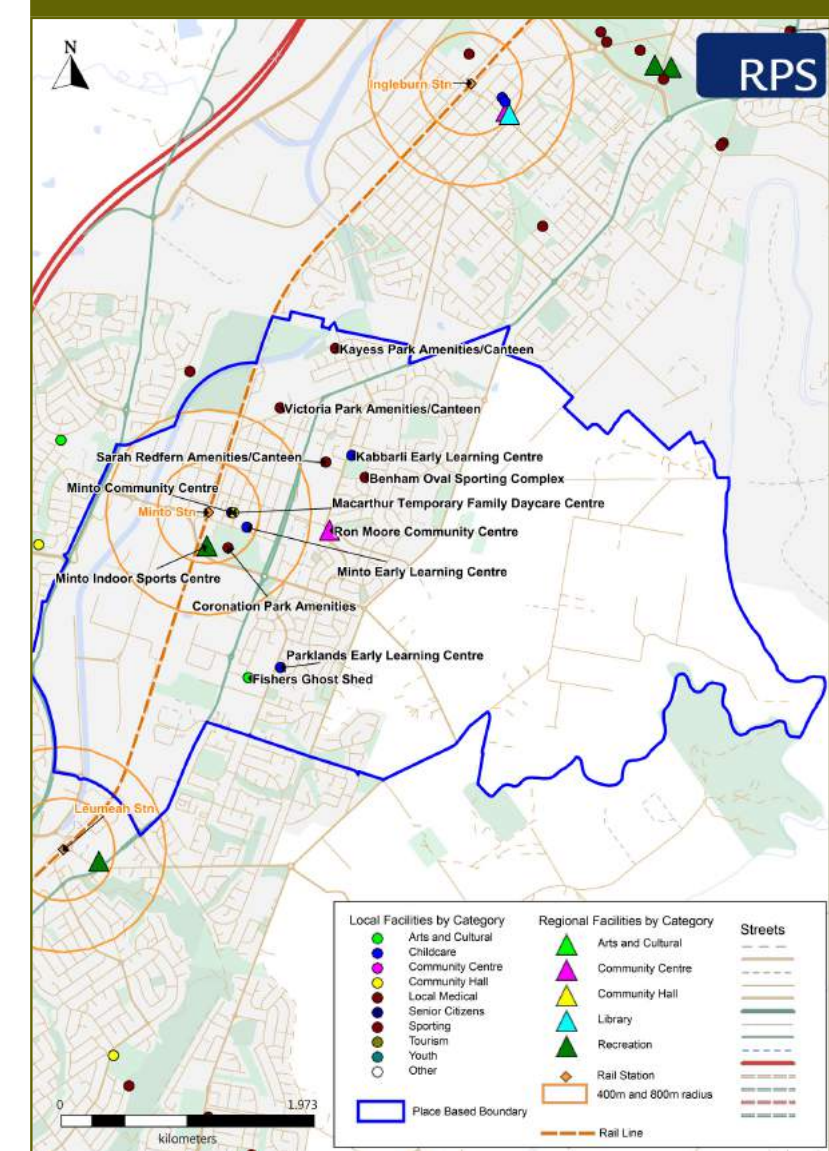 N
RPS
Ingleburn Stn
Kayess Park Amenities/Canteen
Victoria Park Amenities/Canteen
Sarah Redfern Amenities/Canteen
Kabbarli Early Learning Centre
Benham Oval Sporting Complex
Minto Community Centre
Macarthur Temporary Family Daycare Centre
Minto Stn
Ron Moore Community Centre
Minto Early Learning Centre
Minto Indoor Sports Centre
Coronation Park Amenities
Parklands Early Learning Centre
Fishers Ghost Shed
Leumeah Stn
Local Facilities by Category
Arts and Cultural
Childcare
Community Centre
Community Hall
Local Medical
Senior Citizens
Sporting
Tourism
Youth
Other
Place Based Boundary
Regional Facilities by Category
Arts and Cultural
Community Centre
Community Hall
Library
Recreation
Rail Station
400m and 800m radius
Rail Line
Streets
0 1.973
kilometers